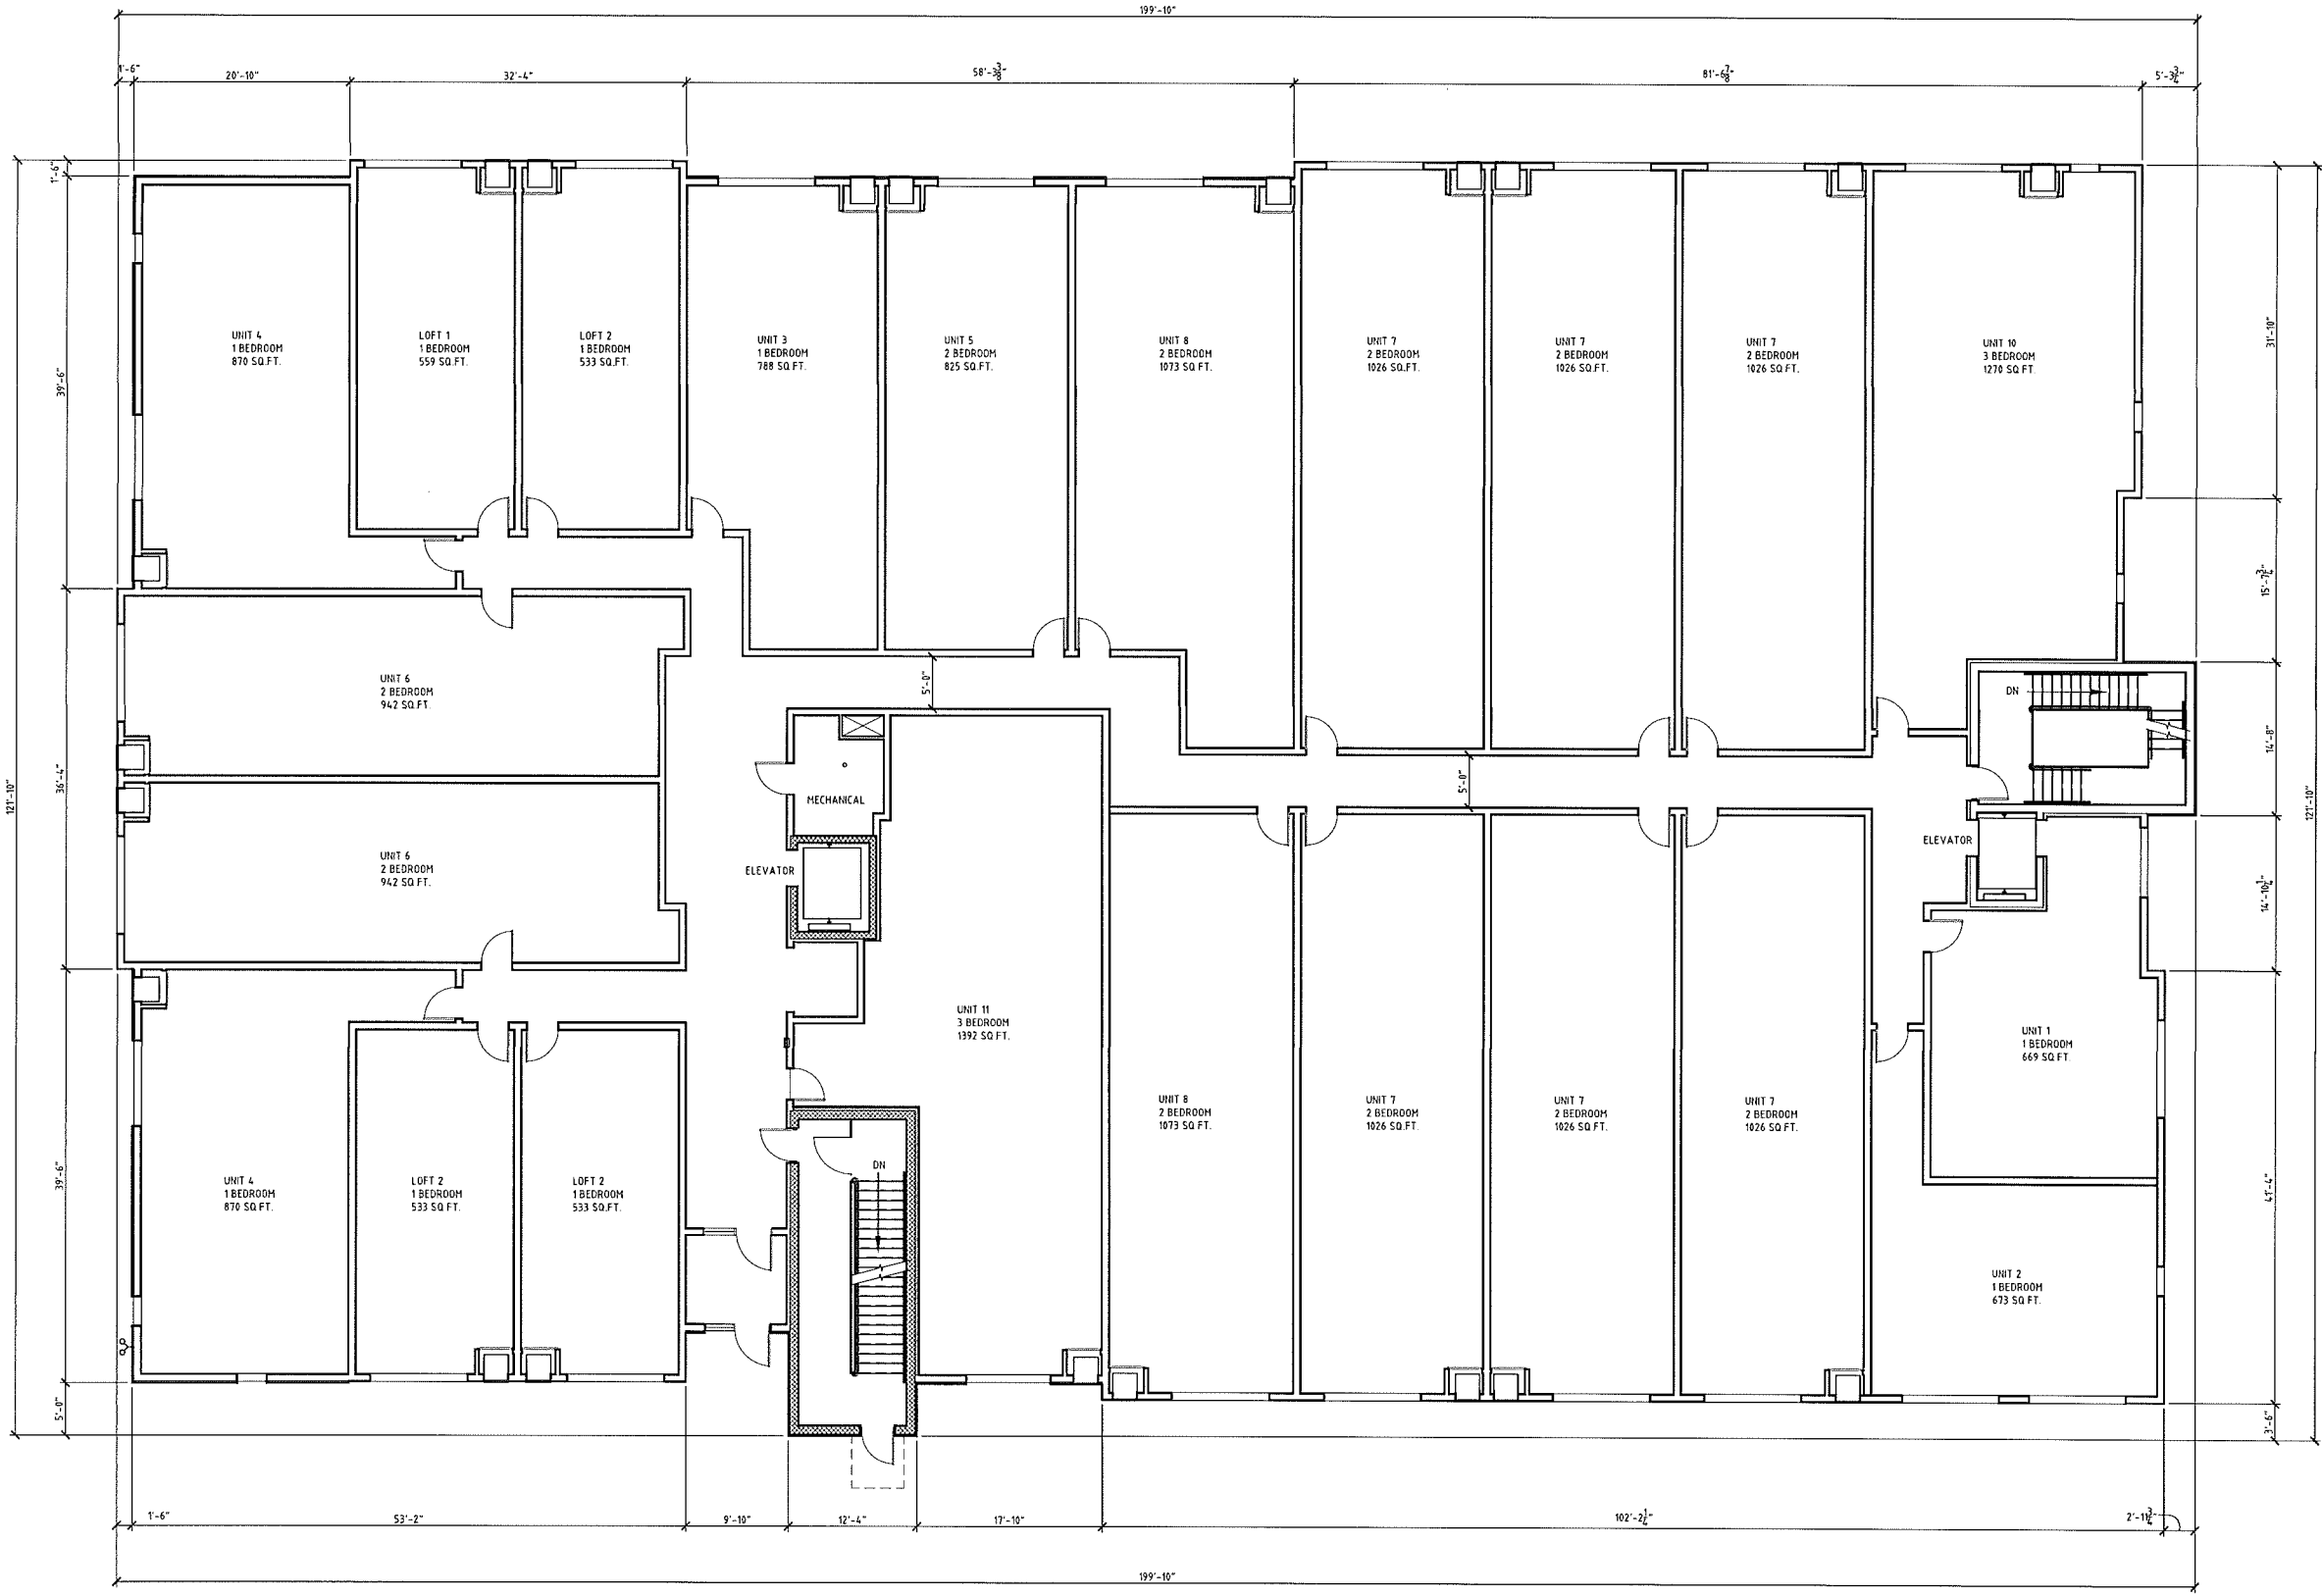 199'-10"
1'-6"
20'-10"
32'-4"
58'-3 3/8"
81'-6 7/8"
5'-3 3/4"
1'-6"
39'-6"
36'-4"
39'-6"
5'-0"
121'-10"
UNIT 4
1 BEDROOM
870 SQ.FT.
LOFT 1
1 BEDROOM
559 SQ.FT.
LOFT 2
1 BEDROOM
533 SQ.FT.
UNIT 3
1 BEDROOM
788 SQ.FT.
UNIT 5
2 BEDROOM
825 SQ.FT.
UNIT 8
2 BEDROOM
1073 SQ FT.
UNIT 7
2 BEDROOM
1026 SQ.FT.
UNIT 7
2 BEDROOM
1026 SQ.FT.
UNIT 7
2 BEDROOM
1026 SQ FT.
UNIT 10
3 BEDROOM
1270 SQ FT.
31'-10"
15'-7 3/4"
14'-8"
14'-10 1/4"
41'-4"
3'-6"
121'-10"
UNIT 6
2 BEDROOM
942 SQ.FT.
5'-0"
5'-0"
DN
MECHANICAL
ELEVATOR
ELEVATOR
UNIT 6
2 BEDROOM
942 SQ.FT.
UNIT 11
3 BEDROOM
1392 SQ FT.
UNIT 1
1 BEDROOM
669 SQ FT.
UNIT 8
2 BEDROOM
1073 SQ FT.
UNIT 7
2 BEDROOM
1026 SQ.FT.
UNIT 7
2 BEDROOM
1026 SQ FT.
UNIT 7
2 BEDROOM
1026 SQ FT.
DN
UNIT 4
1 BEDROOM
870 SQ FT.
LOFT 2
1 BEDROOM
533 SQ FT.
LOFT 2
1 BEDROOM
533 SQ.FT.
UNIT 2
1 BEDROOM
673 SQ FT.
1'-6"
53'-2"
9'-10"
12'-4"
17'-10"
102'-2 1/4"
2'-11 3/4"
199'-10"